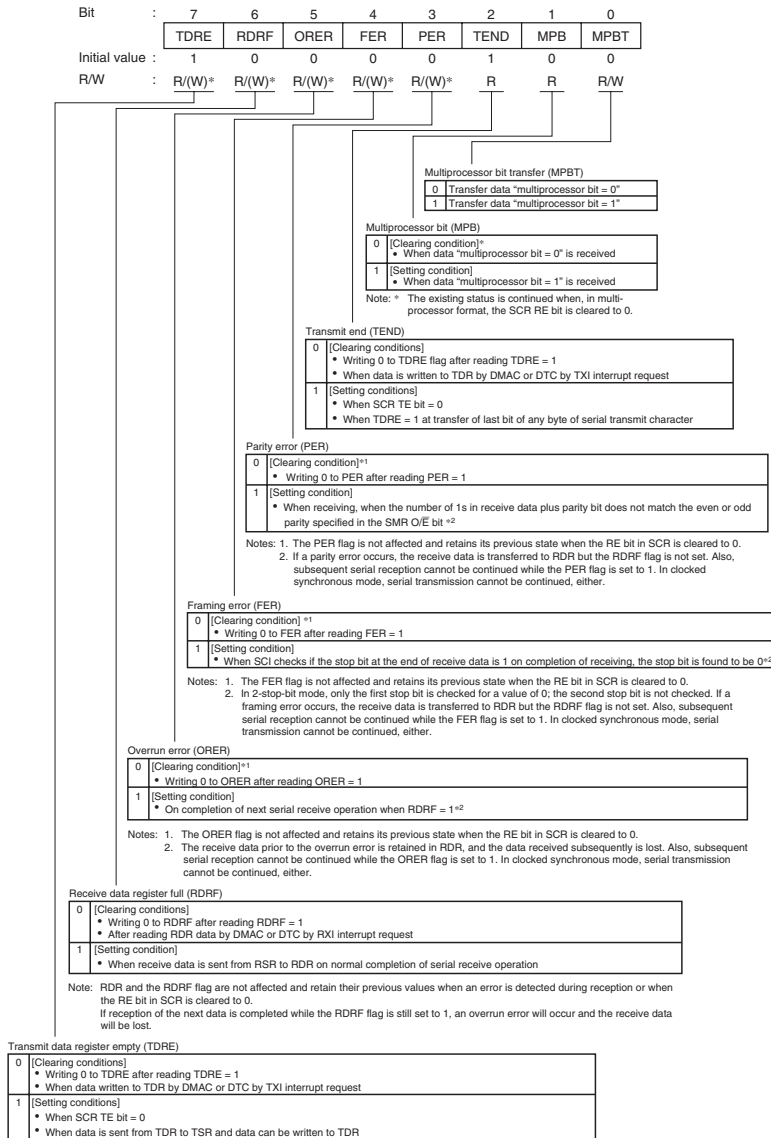 Bit : 7 6 5 4 3 2 1 0
TDRE RDRF ORER FER PER TEND MPB MPBT
Initial value : 1 0 0 0 0 1 0 0
R/W : R/(W)* R/(W)* R/(W)* R/(W)* R/(W)* R R R/W
Multiprocessor bit transfer (MPBT)
0 Transfer data “multiprocessor bit = 0”
1 Transfer data “multiprocessor bit = 1”
Multiprocessor bit (MPB)
0 [Clearing condition]*
• When data “multiprocessor bit = 0” is received
1 [Setting condition]
• When data “multiprocessor bit = 1” is received
Note: * The existing status is continued when, in multi-
processor format, the SCR RE bit is cleared to 0.
Transmit end (TEND)
0 [Clearing conditions]
• Writing 0 to TDRE flag after reading TDRE = 1
• When data is written to TDR by DMAC or DTC by TXI interrupt request
1 [Setting conditions]
• When SCR TE bit = 0
• When TDRE = 1 at transfer of last bit of any byte of serial transmit character
Parity error (PER)
0 [Clearing condition]*1
• Writing 0 to PER after reading PER = 1
1 [Setting condition]
• When receiving, when the number of 1s in receive data plus parity bit does not match the even or odd
parity specified in the SMR O/E̅ bit *2
Notes: 1. The PER flag is not affected and retains its previous state when the RE bit in SCR is cleared to 0.
2. If a parity error occurs, the receive data is transferred to RDR but the RDRF flag is not set. Also,
subsequent serial reception cannot be continued while the PER flag is set to 1. In clocked
synchronous mode, serial transmission cannot be continued, either.
Framing error (FER)
0 [Clearing condition] *1
• Writing 0 to FER after reading FER = 1
1 [Setting condition]
• When SCI checks if the stop bit at the end of receive data is 1 on completion of receiving, the stop bit is found to be 0*2
Notes: 1. The FER flag is not affected and retains its previous state when the RE bit in SCR is cleared to 0.
2. In 2-stop-bit mode, only the first stop bit is checked for a value of 0; the second stop bit is not checked. If a
framing error occurs, the receive data is transferred to RDR but the RDRF flag is not set. Also, subsequent
serial reception cannot be continued while the FER flag is set to 1. In clocked synchronous mode, serial
transmission cannot be continued, either.
Overrun error (ORER)
0 [Clearing condition]*1
• Writing 0 to ORER after reading ORER = 1
1 [Setting condition]
• On completion of next serial receive operation when RDRF = 1*2
Notes: 1. The ORER flag is not affected and retains its previous state when the RE bit in SCR is cleared to 0.
2. The receive data prior to the overrun error is retained in RDR, and the data received subsequently is lost. Also, subsequent
serial reception cannot be continued while the ORER flag is set to 1. In clocked synchronous mode, serial transmission
cannot be continued, either.
Receive data register full (RDRF)
0 [Clearing conditions]
• Writing 0 to RDRF after reading RDRF = 1
• After reading RDR data by DMAC or DTC by RXI interrupt request
1 [Setting condition]
• When receive data is sent from RSR to RDR on normal completion of serial receive operation
Note: RDR and the RDRF flag are not affected and retain their previous values when an error is detected during reception or when
the RE bit in SCR is cleared to 0.
If reception of the next data is completed while the RDRF flag is still set to 1, an overrun error will occur and the receive data
will be lost.
Transmit data register empty (TDRE)
0 [Clearing conditions]
• Writing 0 to TDRE after reading TDRE = 1
• When data written to TDR by DMAC or DTC by TXI interrupt request
1 [Setting conditions]
• When SCR TE bit = 0
• When data is sent from TDR to TSR and data can be written to TDR